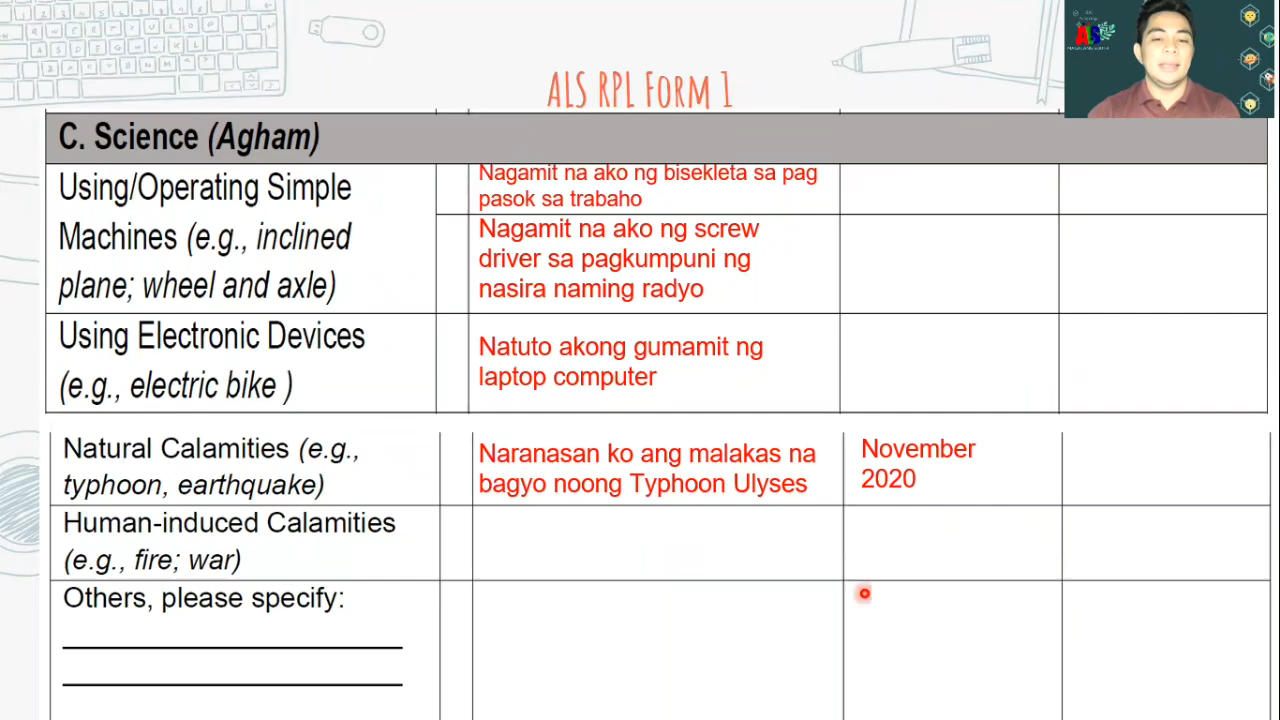 ALS RPL FORM 1
ALS
C. Science (Agham)
Using/Operating Simple
Machines (e.g., inclined
plane; wheel and axle)
Nagamit na ako ng bisekleta sa pag
pasok sa trabaho
Nagamit na ako ng screw
driver sa pagkumpuni ng
nasira naming radyo
Using Electronic Devices
(e.g., electric bike )
Natuto akong gumamit ng
laptop computer
Natural Calamities (e.g.,
typhoon, earthquake)
Naranasan ko ang malakas na
bagyo noong Typhoon Ulyses
November
2020
Human-induced Calamities
(e.g., fire; war)
Others, please specify: